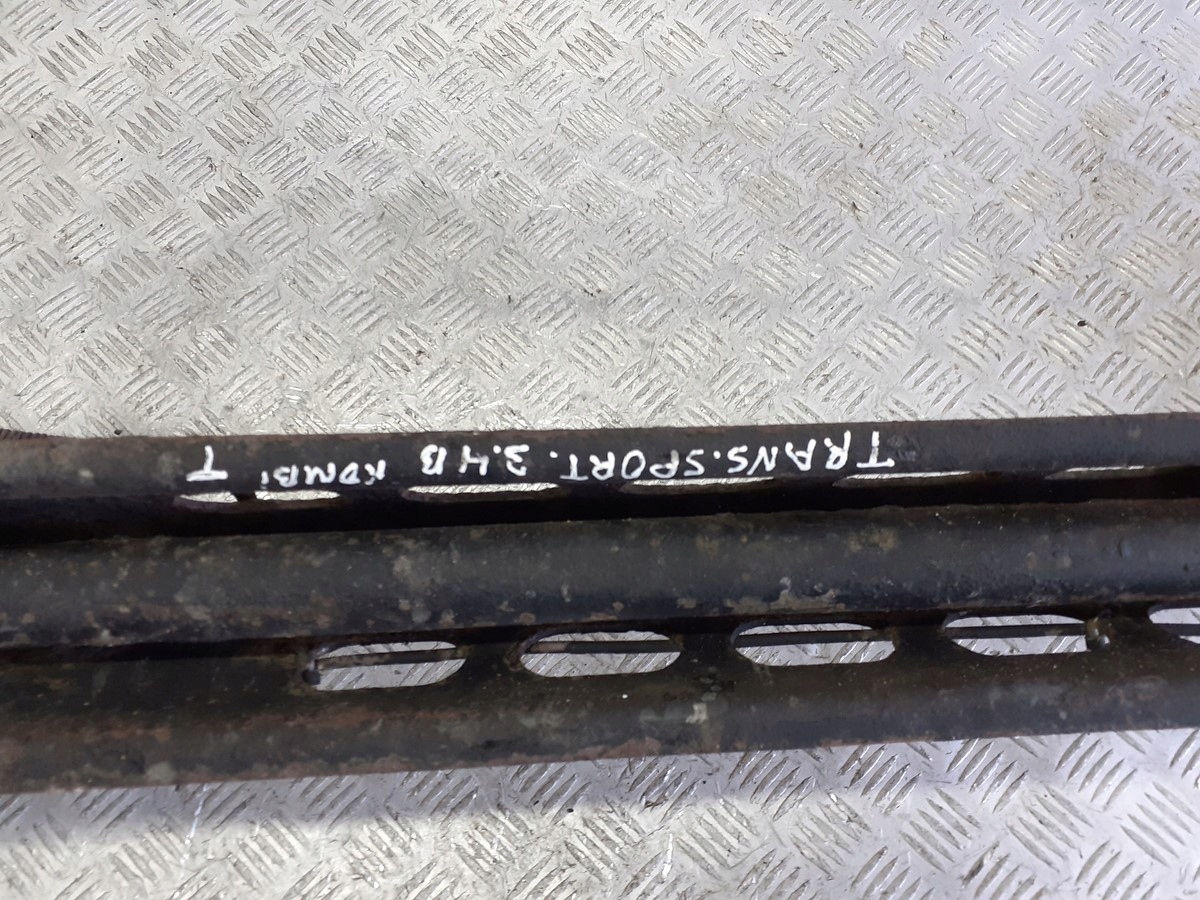 TRANS.SPORT. 3.4B KOMBI T